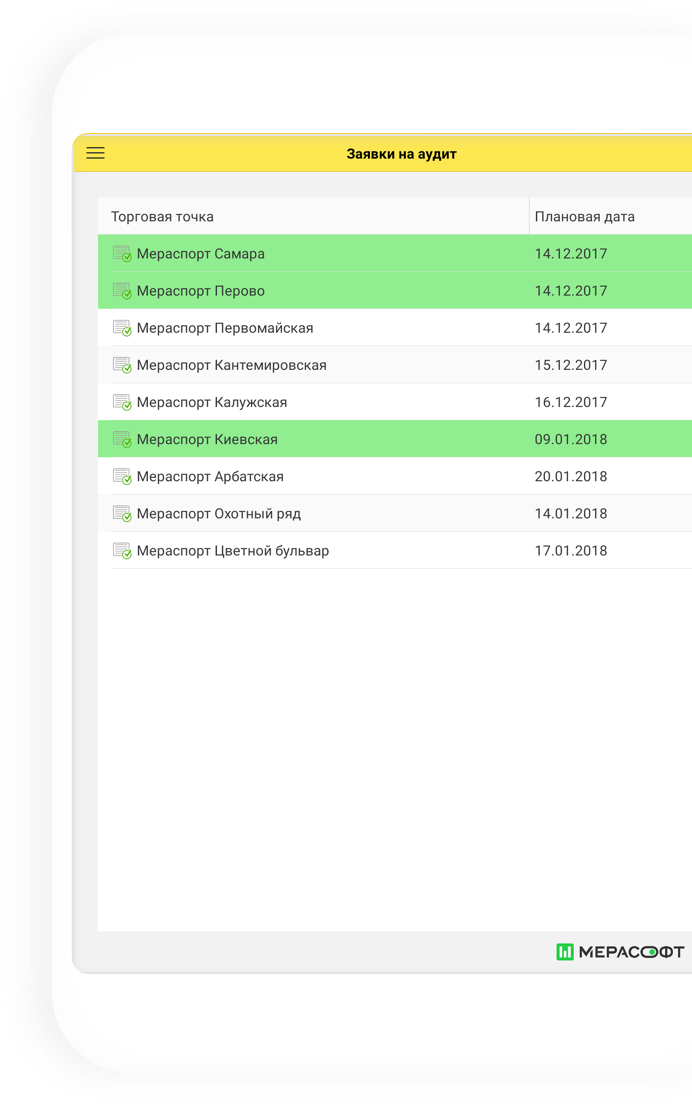 Заявки на аудит
Торговая точка Плановая дата
Мераспорт Самара 14.12.2017
Мераспорт Перово 14.12.2017
Мераспорт Первомайская 14.12.2017
Мераспорт Кантемировская 15.12.2017
Мераспорт Калужская 16.12.2017
Мераспорт Киевская 09.01.2018
Мераспорт Арбатская 20.01.2018
Мераспорт Охотный ряд 14.01.2018
Мераспорт Цветной бульвар 17.01.2018
МЕРАСОФТ